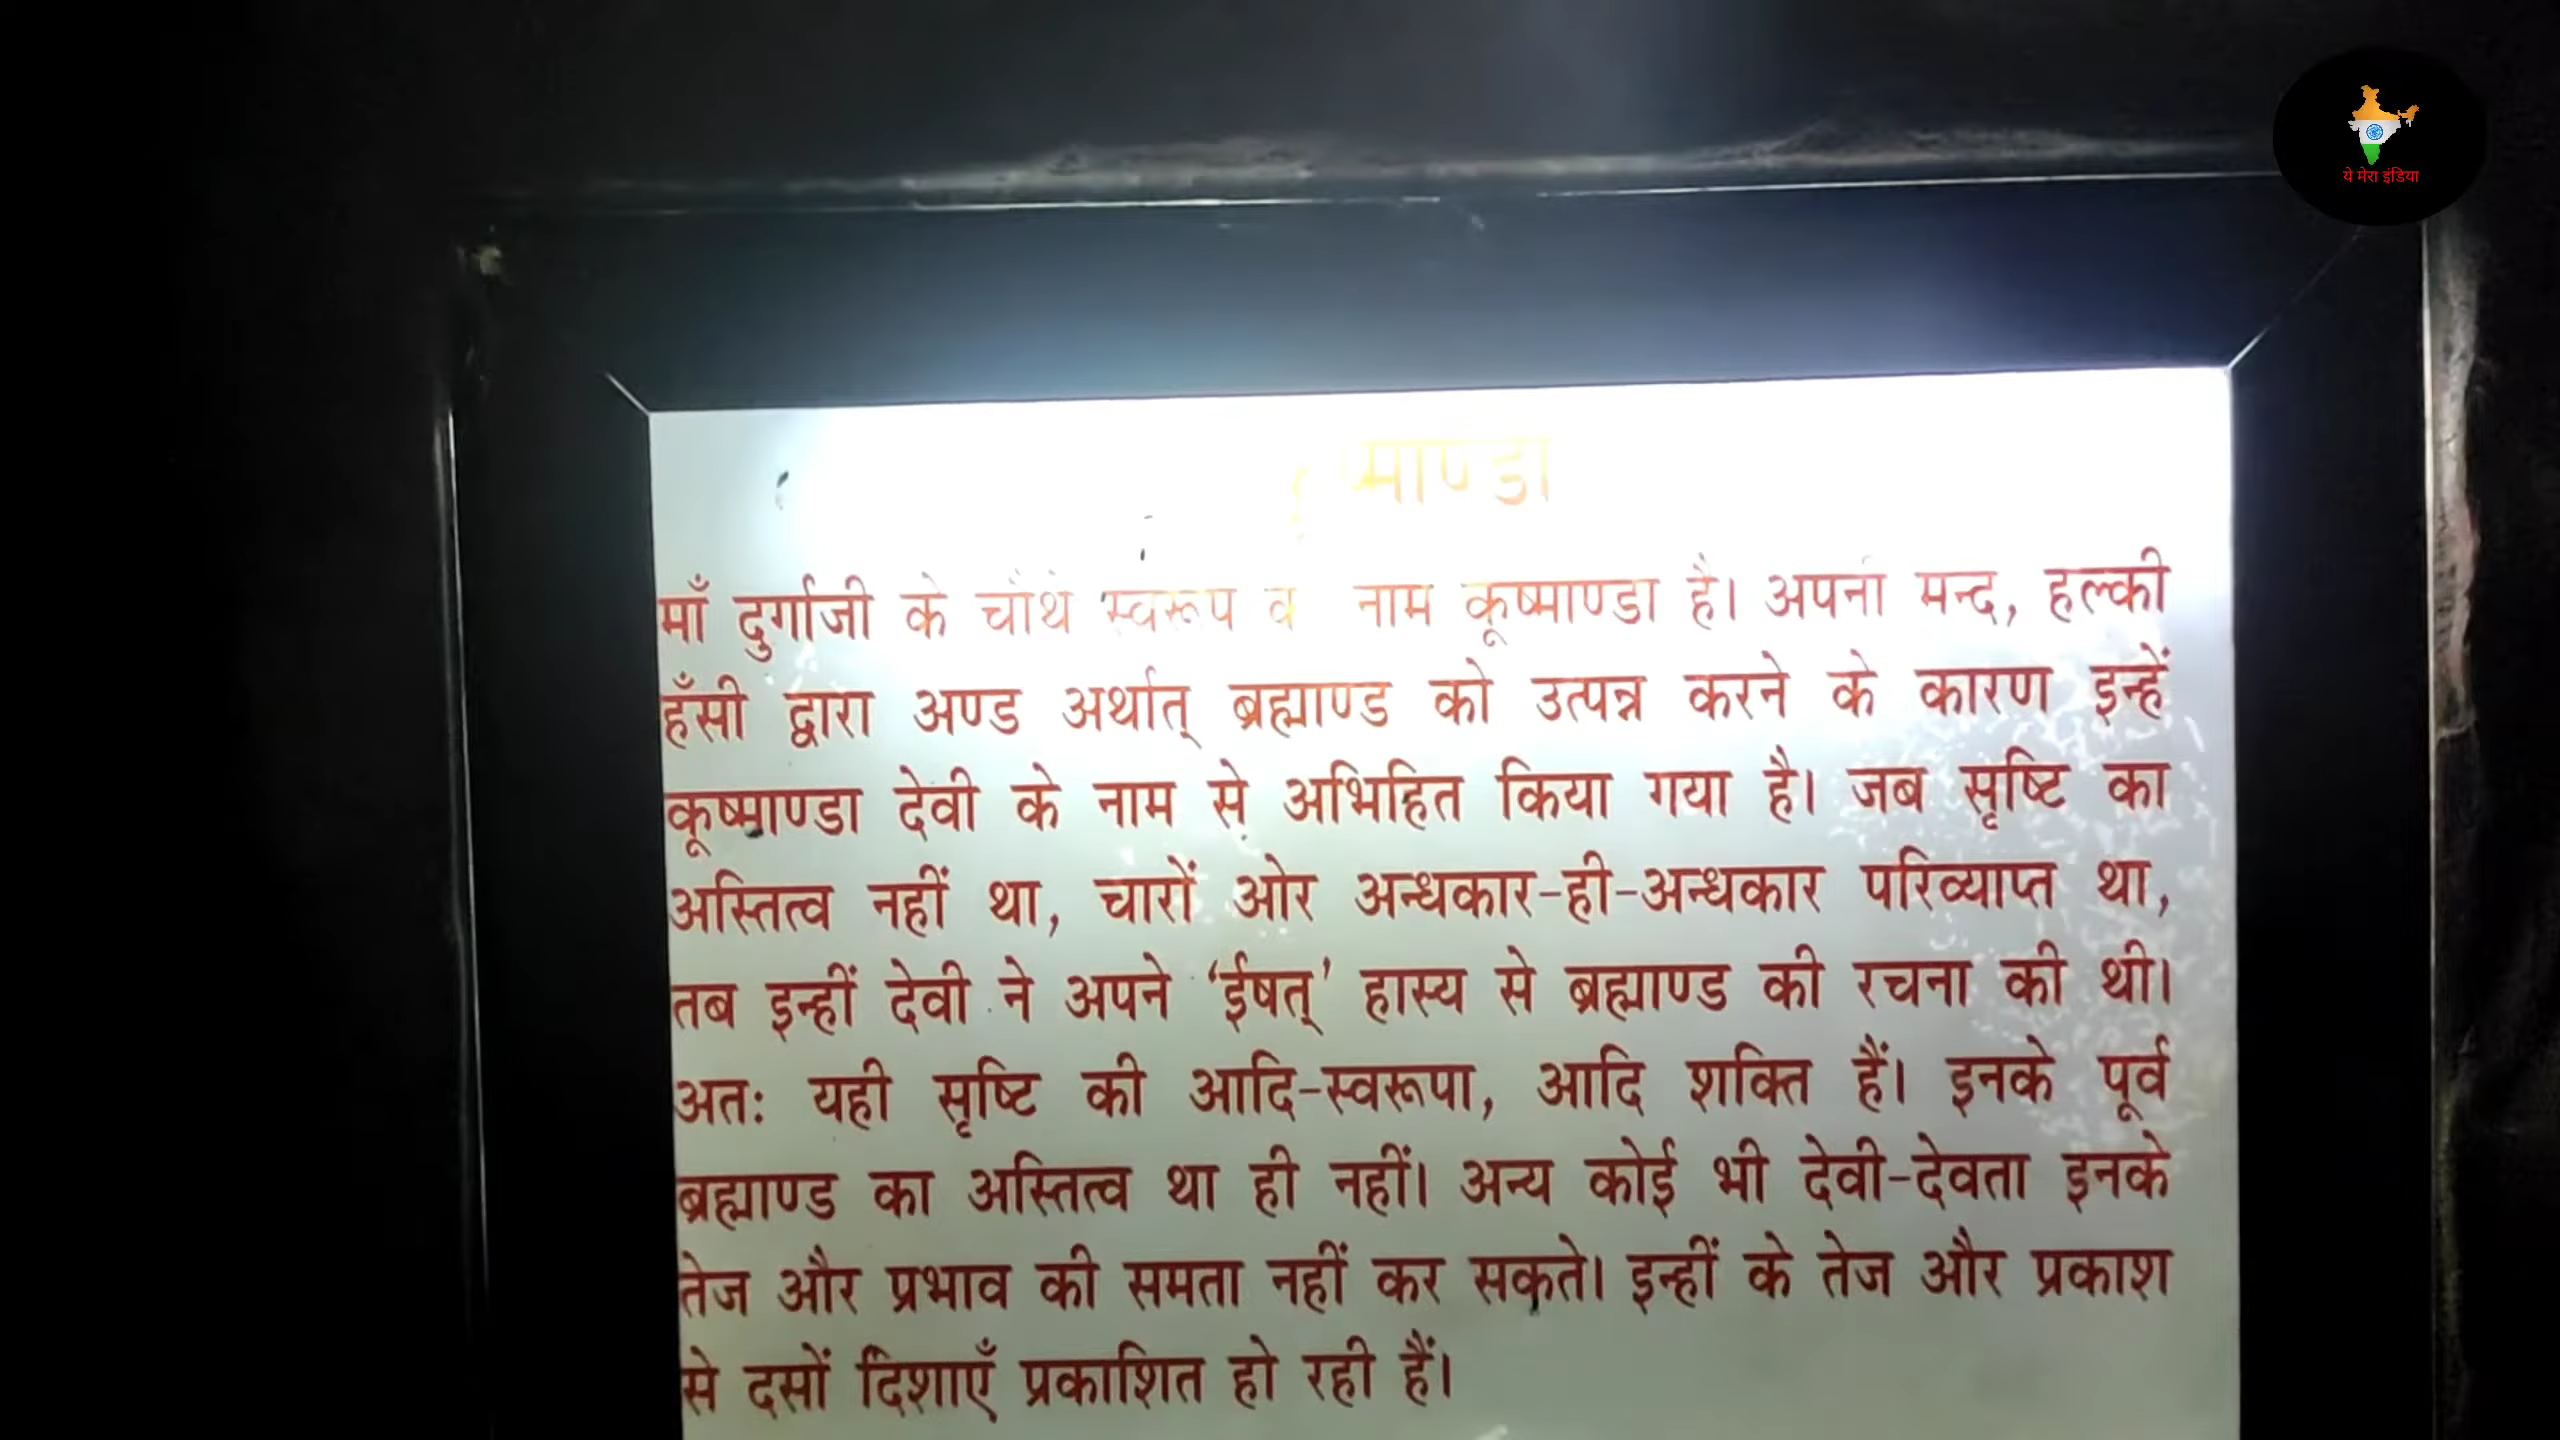 ये मेरा इंडिया
माँ दुर्गाजी के चौथे स्वरूप नाम कूष्माण्डा है। अपनी मन्द, हल्की
हँसी द्वारा अण्ड अर्थात् ब्रह्माण्ड को उत्पन्न करने के कारण इन्हें
कूष्माण्डा देवी के नाम से अभिहित किया गया है। जब सृष्टि का
अस्तित्व नहीं था, चारों ओर अन्धकार-ही-अन्धकार परिव्याप्त था,
तब इन्हीं देवी ने अपने ‘ईषत्’ हास्य से ब्रह्माण्ड की रचना की थी।
अतः यही सृष्टि की आदि-स्वरूपा, आदि शक्ति हैं। इनके पूर्व
ब्रह्माण्ड का अस्तित्व था ही नहीं। अन्य कोई भी देवी-देवता इनके
तेज और प्रभाव की समता नहीं कर सकते। इन्हीं के तेज और प्रकाश
से दसों दिशाएँ प्रकाशित हो रही हैं।